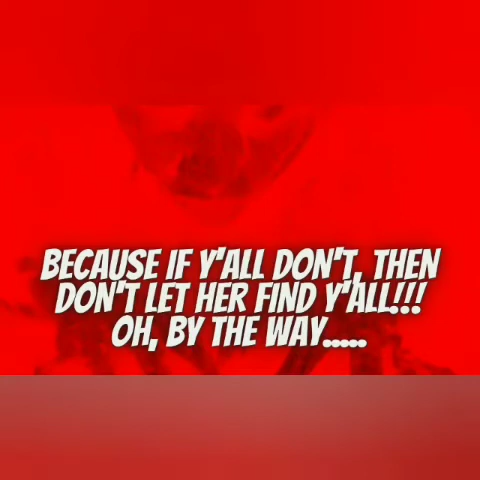 BECAUSE IF Y'ALL DON'T, THEN
DON'T LET HER FIND Y'ALL!!!
OH, BY THE WAY.....